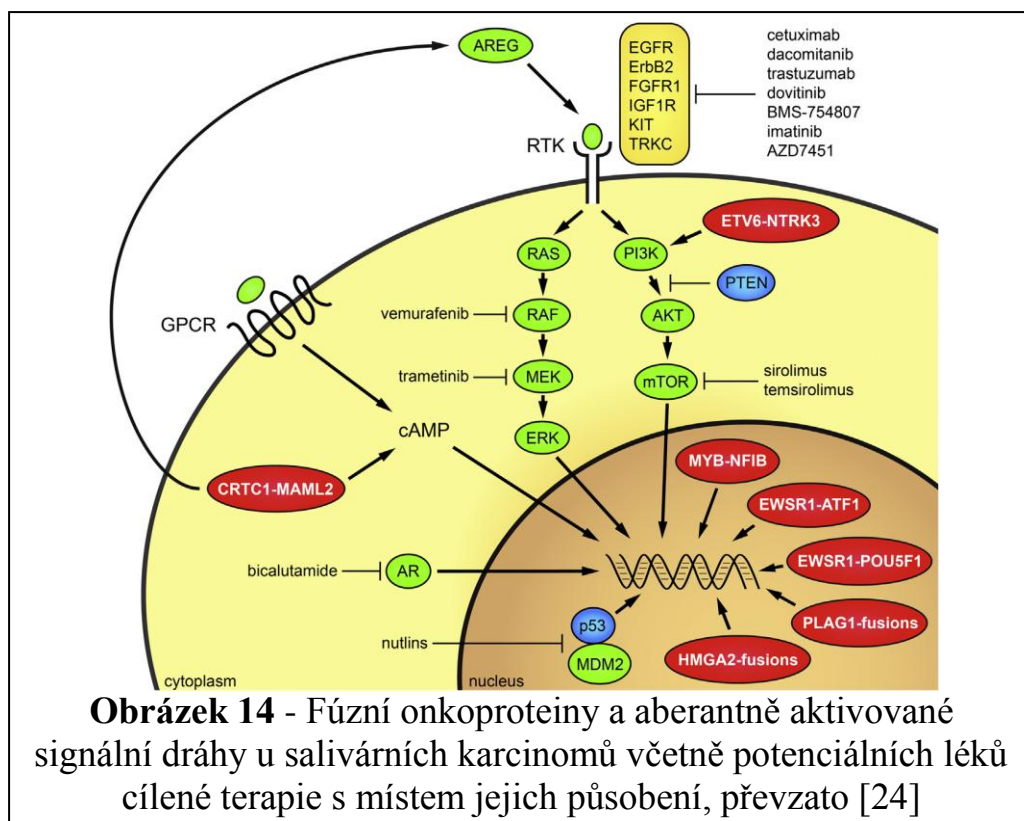 AREG
EGFR
ErbB2
FGFR1
IGF1R
KIT
TRKC
cetuximab
dacomitanib
trastuzumab
dovitinib
BMS-754807
imatinib
AZD7451
RTK
ETV6-NTRK3
RAS
PI3K
PTEN
GPCR
vemurafenib
RAF
AKT
trametinib
MEK
mTOR
sirolimus
temsirolimus
cAMP
ERK
CRTC1-MAML2
MYB-NFIB
EWSR1-ATF1
bicalutamide
AR
EWSR1-POU5F1
p53
PLAG1-fusions
nutlins
MDM2
HMGA2-fusions
cytoplasm
nucleus
Obrázek 14 - Fúzní onkoproteiny a aberantně aktivované
signální dráhy u salivárních karcinomů včetně potenciálních léků
cílené terapie s místem jejich působení, převzato [24]